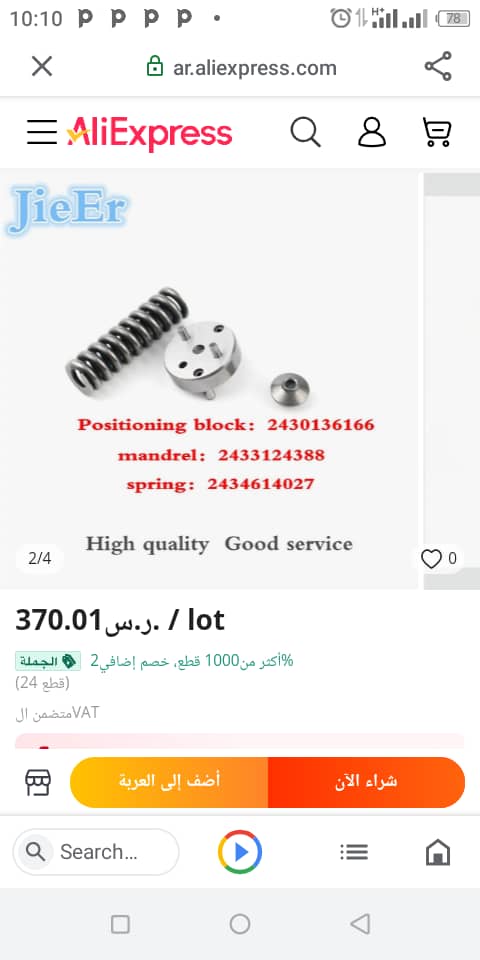 10:10
78
ar.aliexpress.com
AliExpress
JieEr
Positioning block: 2430136166
mandrel: 2433124388
spring: 2434614027
High quality Good service
2/4
0
370.01ر.س. / lot
الجملة
%أكثر من1000 قطع، خصم إضافي2
(24 قطع)
متضمن الVAT
أضف إلى العربة
شراء الآن
Search...